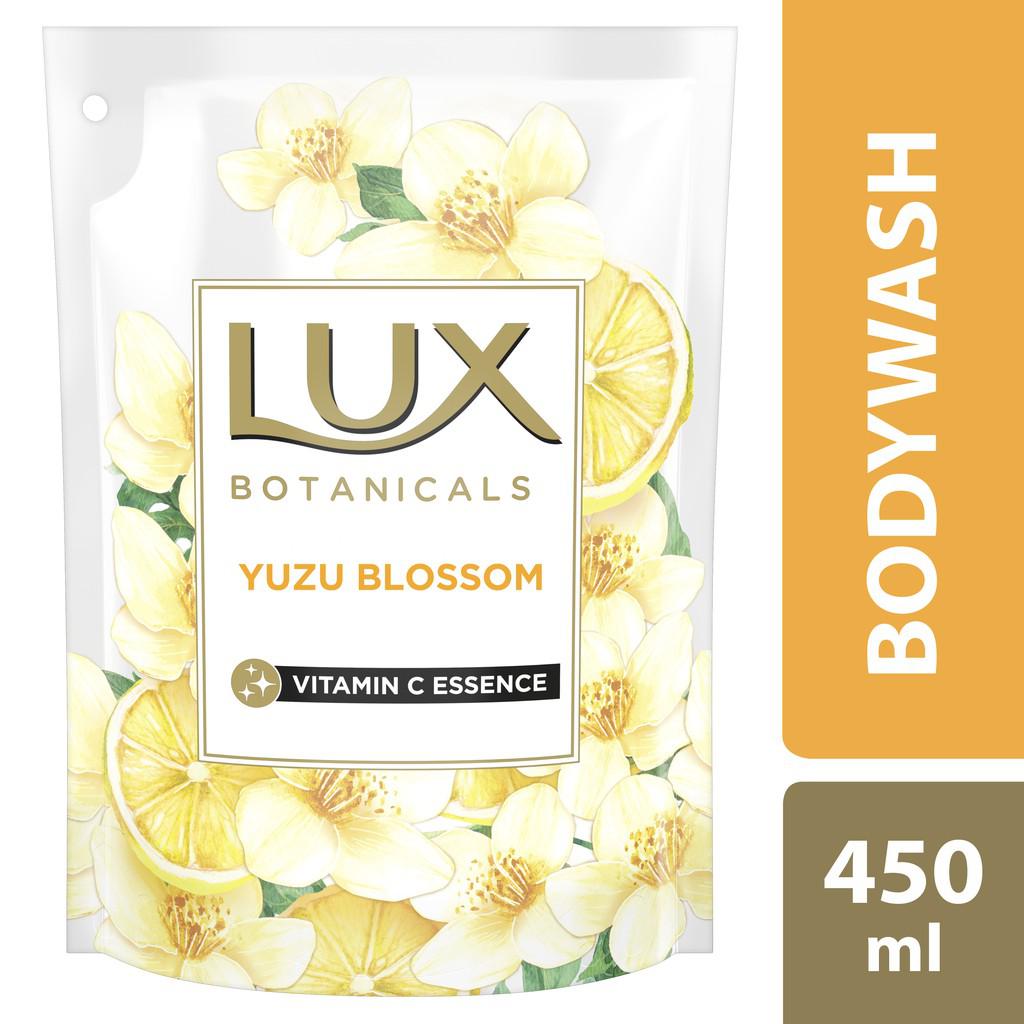 LUX
BOTANICALS
YUZU BLOSSOM
VITAMIN C ESSENCE
BODYWASH
450
ml